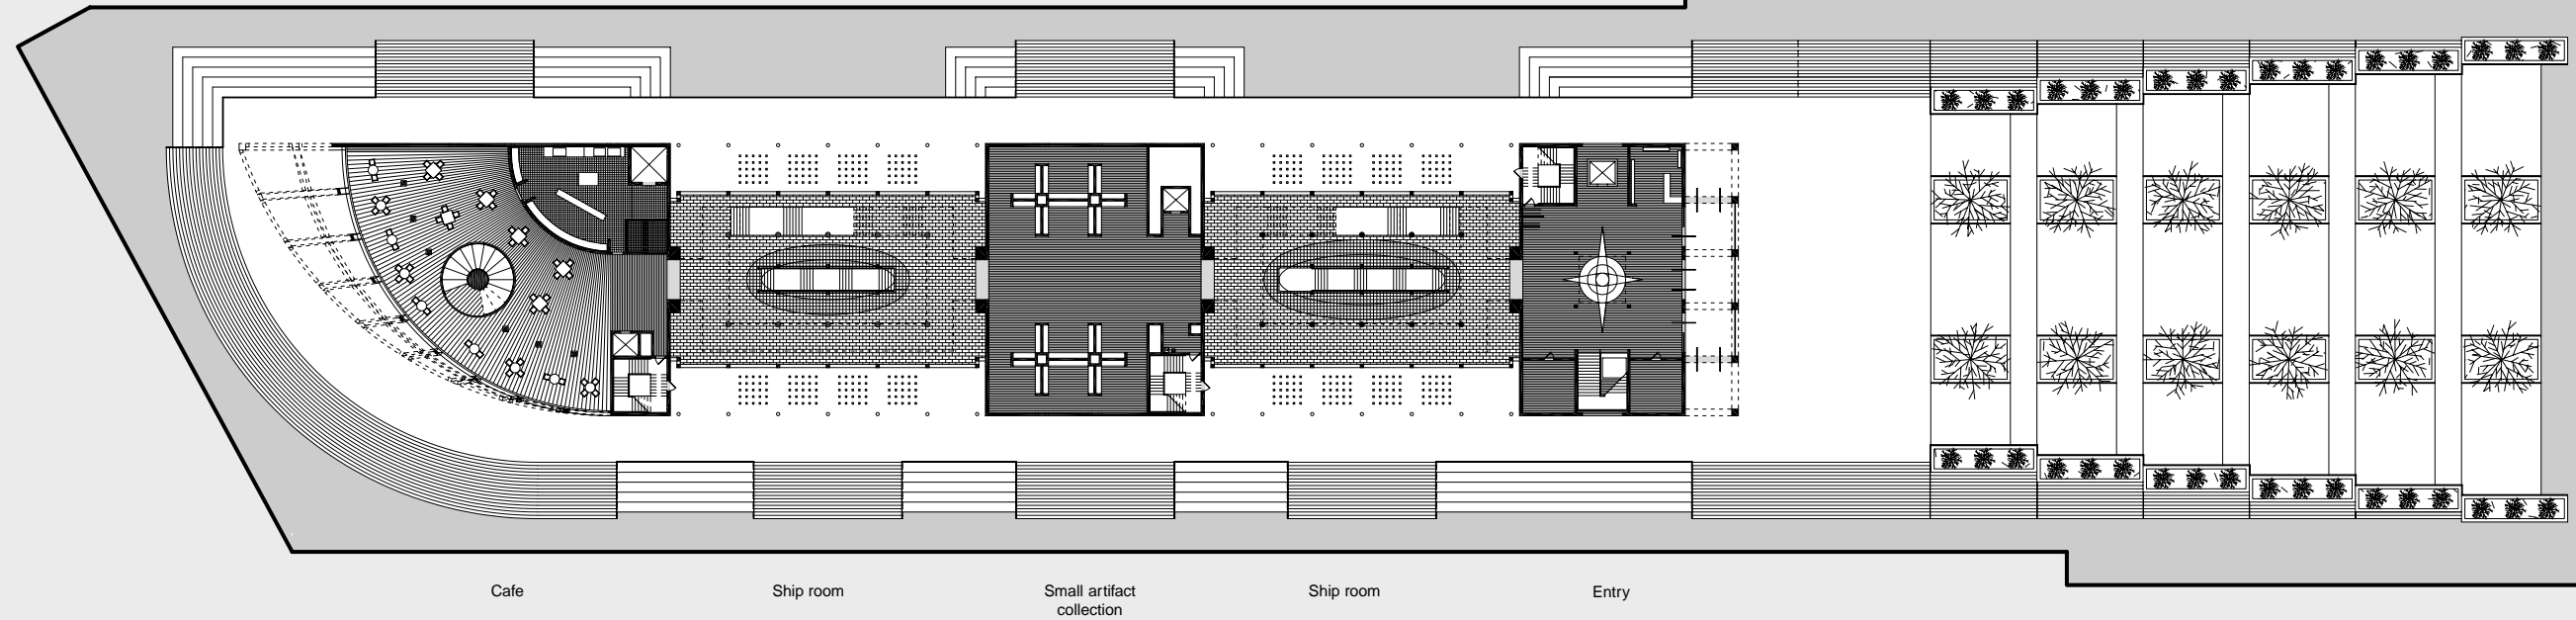 Cafe
Ship room
Small artifact
collection
Ship room
Entry